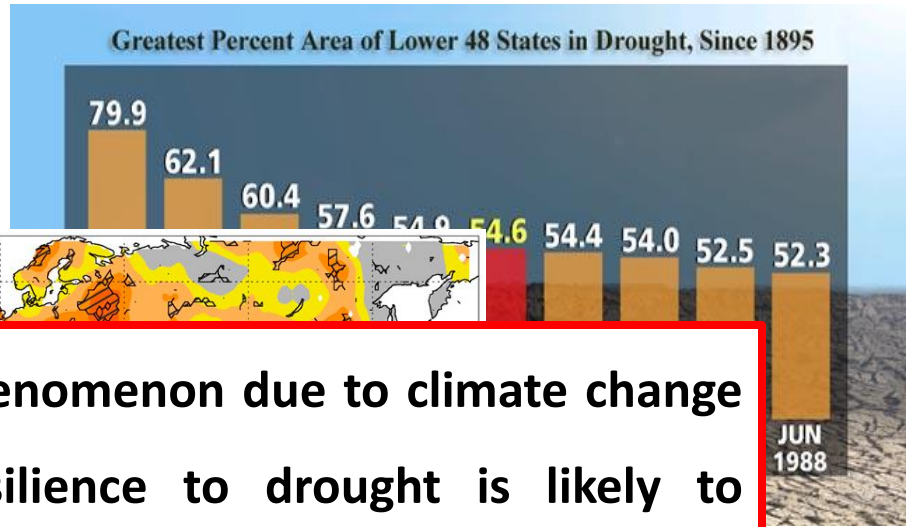 Greatest Percent Area of Lower 48 States in Drought, Since 1895
79.9
62.1
60.4
57.6
54.9
54.6
54.4
54.0
52.5
52.3
due to climate change
to drought is likely to
JUN
1988